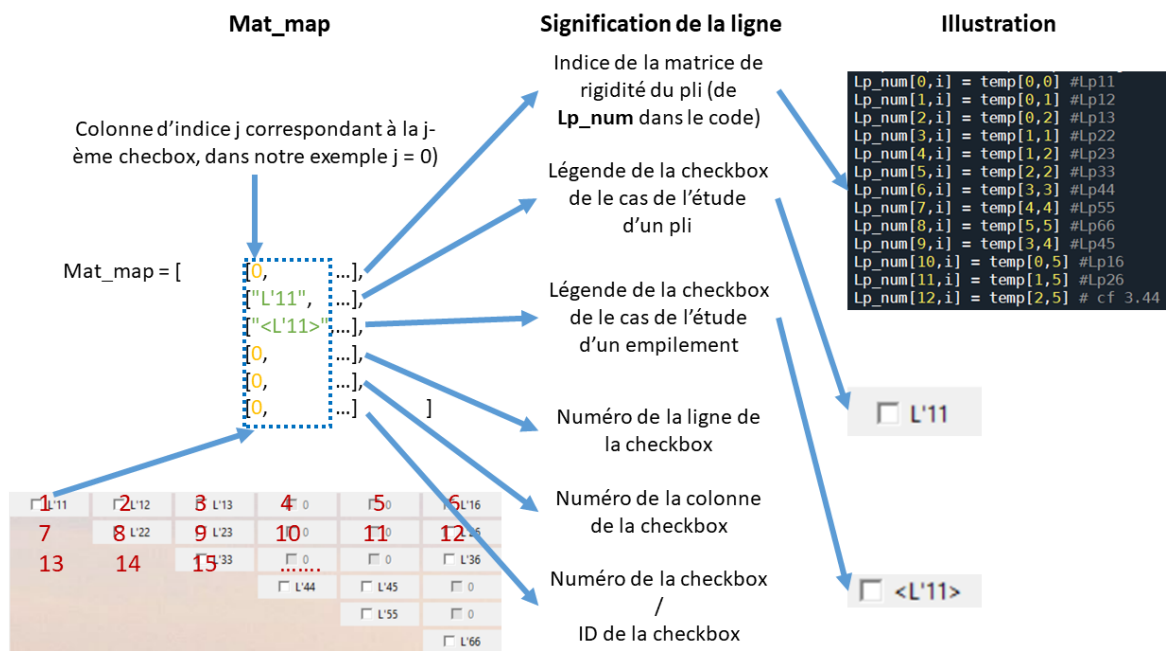 Mat_map
Signification de la ligne
Illustration
Colonne d'indice j correspondant à la j-
ème checbox, dans notre exemple j = 0)
Mat_map = [
[0, ...],
["L'11", ...],
["<L'11>",...],
[0, ...],
[0, ...],
[0, ...] ]
Indice de la matrice de
rigidité du pli (de
Lp_num dans le code)
Légende de la checkbox
de le cas de l'étude
d'un pli
Légende de la checkbox
de le cas de l'étude
d'un empilement
Numéro de la ligne de
la checkbox
Numéro de la colonne
de la checkbox
Numéro de la checkbox
/
ID de la checkbox
Lp_num[0,i] = temp[0,0] #Lp11
Lp_num[1,i] = temp[0,1] #Lp12
Lp_num[2,i] = temp[0,2] #Lp13
Lp_num[3,i] = temp[1,1] #Lp22
Lp_num[4,i] = temp[1,2] #Lp23
Lp_num[5,i] = temp[2,2] #Lp33
Lp_num[6,i] = temp[3,3] #Lp44
Lp_num[7,i] = temp[4,4] #Lp55
Lp_num[8,i] = temp[5,5] #Lp66
Lp_num[9,i] = temp[3,4] #Lp45
Lp_num[10,i] = temp[0,5] #Lp16
Lp_num[11,i] = temp[1,5] #Lp26
Lp_num[12,i] = temp[2,5] # cf 3.44
L'11
<L'11>
1 L'11 2 L'12 3 L'13 4 0 5 0 6 L'16
7 8 L'22 9 L'23 10 0 11 0 12
13 14 15 L'33 ....... 0 0 L'36
L'44 L'45 0
L'55 0
L'66